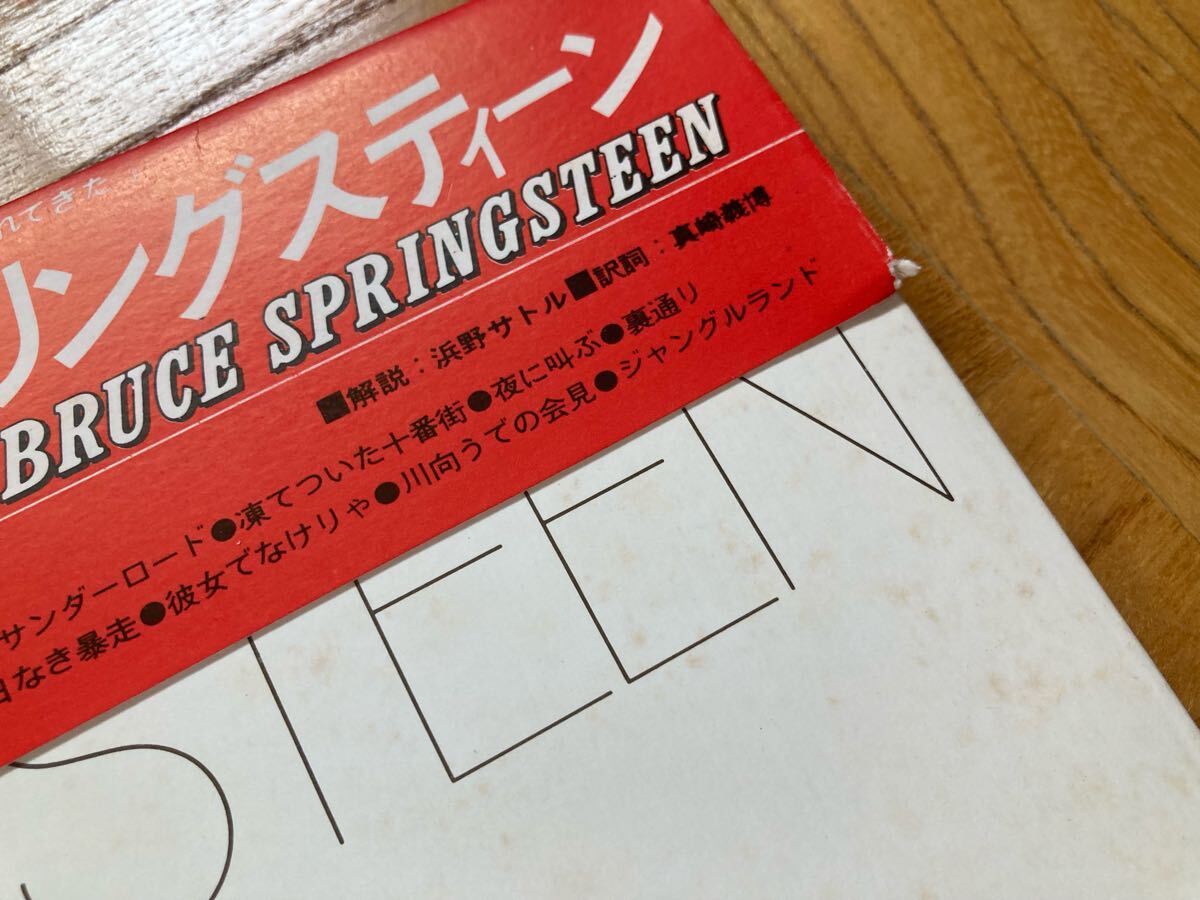 れてきた
リングスティーン
BRUCE SPRINGSTEEN
■解説：浜野サトル■訳詞：真崎義博
サンダーロード●凍てついた十番街●夜に叫ぶ●裏通り
日なき暴走●彼女でなけりゃ●川向うでの会見●ジャングルランド
STEEN